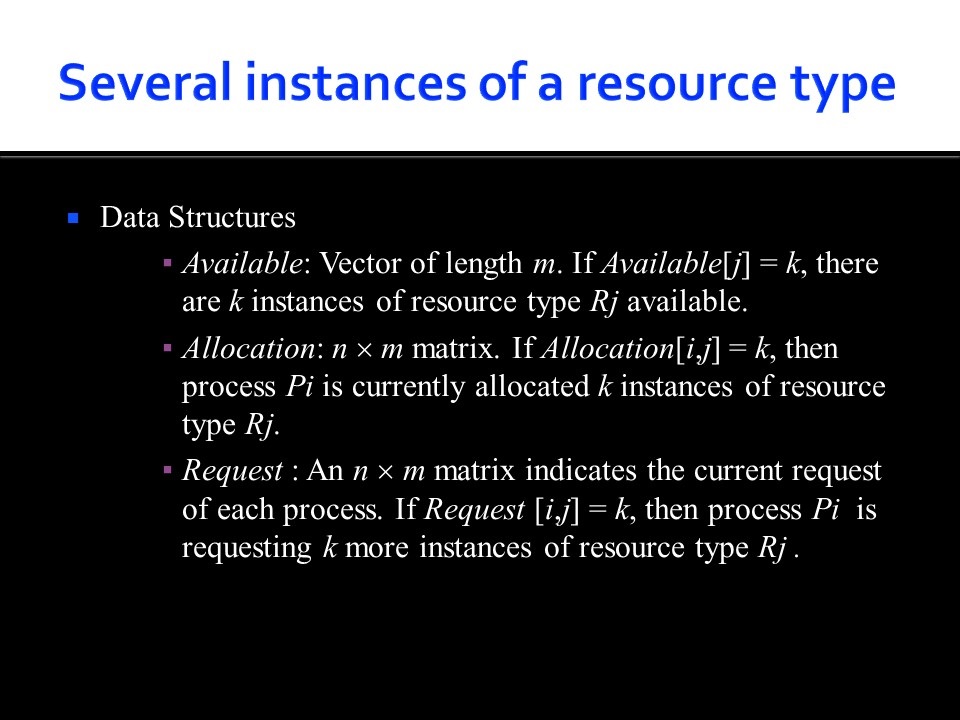 Several instances of a resource type
Data Structures
Available: Vector of length m. If Available[j] = k, there
are k instances of resource type Rj available.
Allocation: n × m matrix. If Allocation[i,j] = k, then
process Pi is currently allocated k instances of resource
type Rj.
Request : An n × m matrix indicates the current request
of each process. If Request [i,j] = k, then process Pi is
requesting k more instances of resource type Rj .